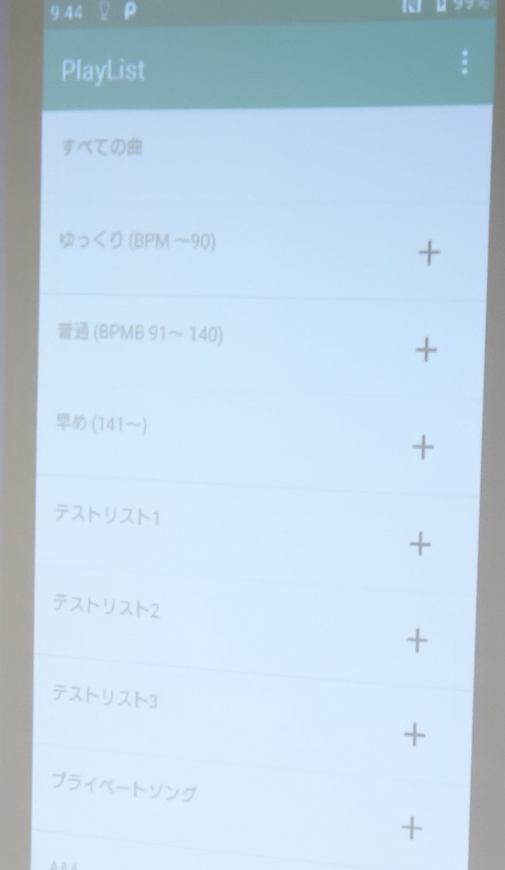 9:44 P 99%
PlayList
すべての曲
ゆっくり (BPM ～90)
普通 (BPMB 91～ 140)
早め (141～)
テストリスト1
テストリスト2
テストリスト3
プライベートソング